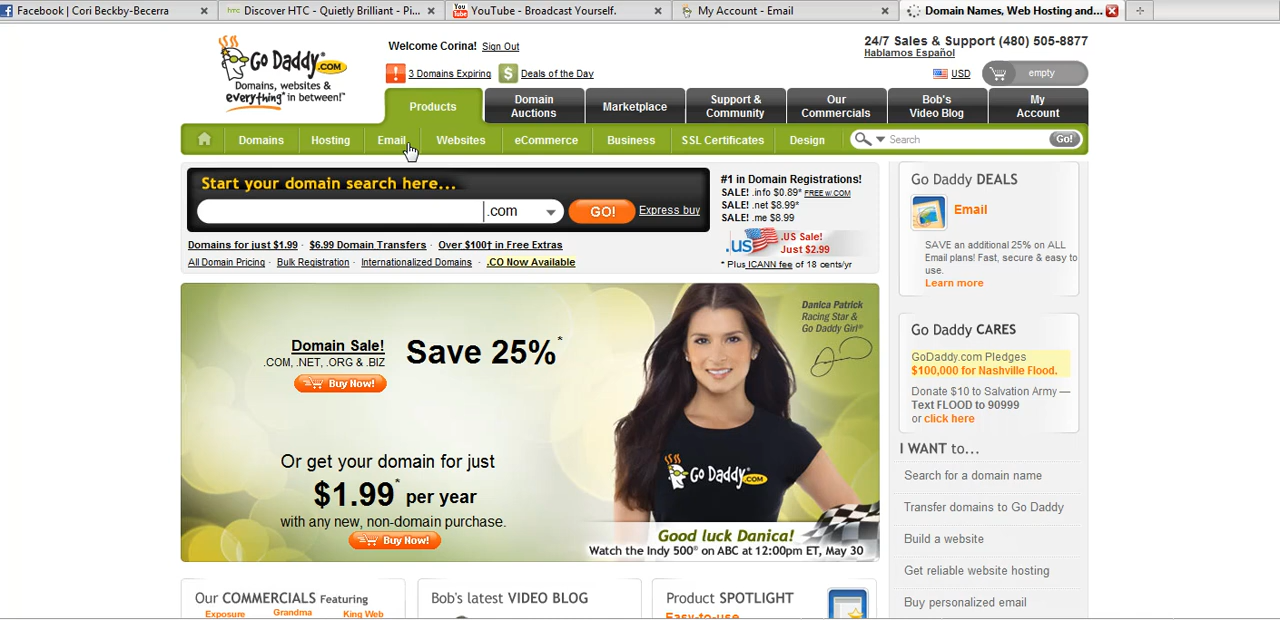 Facebook | Cori Beckby-Becerra
Discover HTC - Quietly Brilliant - Pi...
YouTube - Broadcast Yourself.
My Account - Email
Domain Names, Web Hosting and...
Go Daddy.COM
Domains, websites &
everything* in between!™
Welcome Corina! Sign Out
3 Domains Expiring
$ Deals of the Day
24/7 Sales & Support (480) 505-8877
Hablamos Español
USD
empty
Products
Domain Auctions
Marketplace
Support & Community
Our Commercials
Bob's Video Blog
My Account
Domains
Hosting
Email
Websites
eCommerce
Business
SSL Certificates
Design
Search
Go!
Start your domain search here...
.com
GO!
Express buy
Domains for just $1.99 · $6.99 Domain Transfers · Over $100† in Free Extras
All Domain Pricing · Bulk Registration · Internationalized Domains · .CO Now Available
#1 in Domain Registrations!
SALE! .info $0.89* FREE w/.COM
SALE! .net $8.99*
SALE! .me $8.99
.us
.US Sale!
Just $2.99
* Plus ICANN fee of 18 cents/yr
Domain Sale!
.COM, .NET, .ORG & .BIZ
Buy Now!
Save 25%*
Or get your domain for just
$1.99* per year
with any new, non-domain purchase.
Buy Now!
Danica Patrick
Racing Star &
Go Daddy Girl®
Go Daddy.COM
Good luck Danica!
Watch the Indy 500® on ABC at 12:00pm ET, May 30
Go Daddy DEALS
Email
SAVE an additional 25% on ALL
Email plans! Fast, secure & easy to
use.
Learn more
Go Daddy CARES
GoDaddy.com Pledges
$100,000 for Nashville Flood.
Donate $10 to Salvation Army —
Text FLOOD to 90999
or click here
I WANT to...
Search for a domain name
Transfer domains to Go Daddy
Build a website
Get reliable website hosting
Buy personalized email
Our COMMERCIALS Featuring
Exposure
Grandma
King Web
Bob's latest VIDEO BLOG
Product SPOTLIGHT
Easy-to-use